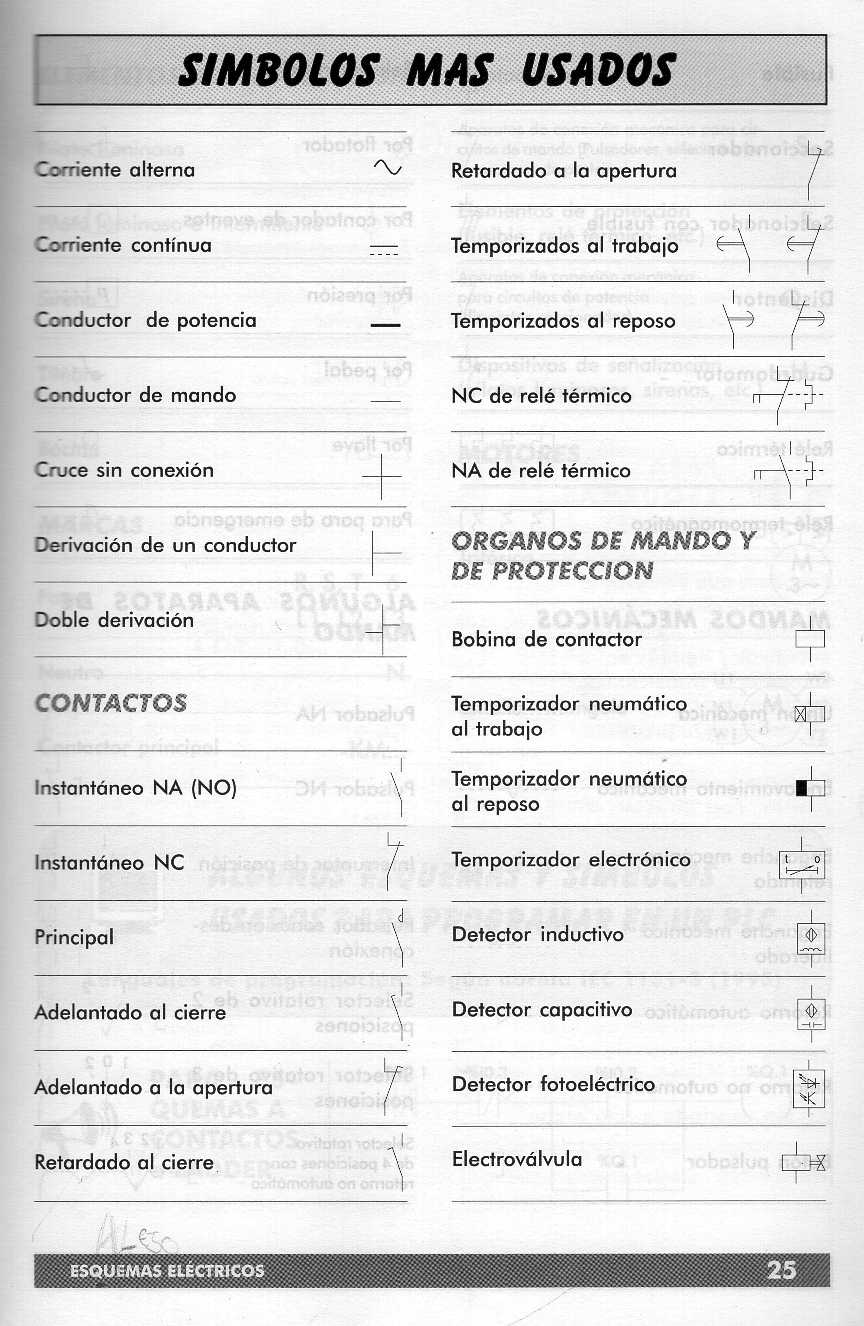 SIMBOLOS MAS USADOS
Corriente alterna
Corriente contínua
Conductor de potencia
Conductor de mando
Cruce sin conexión
Derivación de un conductor
Doble derivación
CONTACTOS
Instantáneo NA (NO)
Instantáneo NC
Principal
Adelantado al cierre
Adelantado a la apertura
Retardado al cierre
Retardado a la apertura
Temporizados al trabajo
Temporizados al reposo
NC de relé térmico
NA de relé térmico
ORGANOS DE MANDO Y
DE PROTECCION
Bobina de contactor
Temporizador neumático
al trabajo
Temporizador neumático
al reposo
Temporizador electrónico
t o
Detector inductivo
Detector capacitivo
Detector fotoeléctrico
Electroválvula
ESQUEMAS ELECTRICOS
25